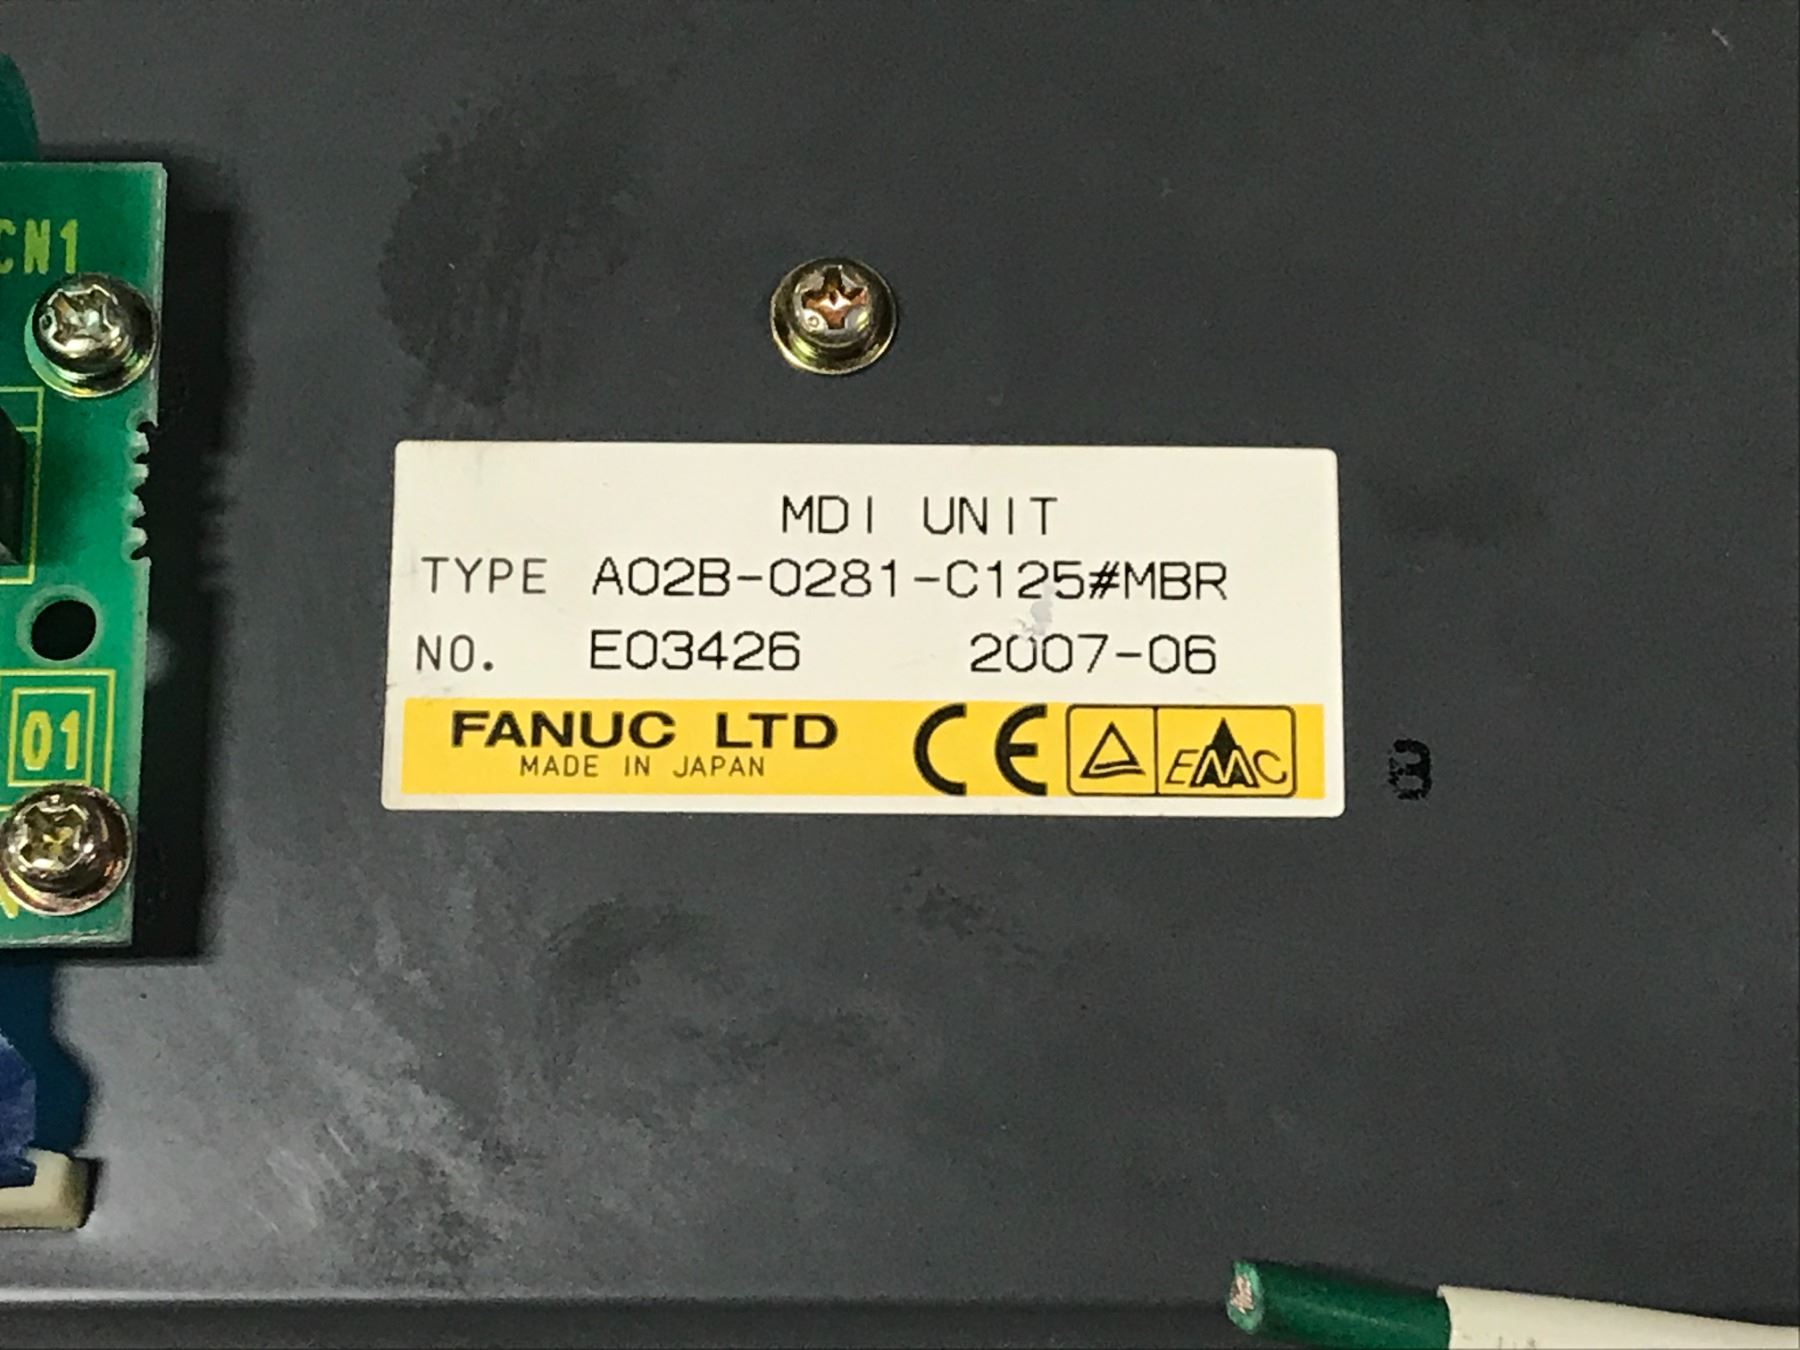 CN1
01
MDI UNIT
TYPE A02B-0281-C125#MBR
NO. E03426 2007-06
FANUC LTD
MADE IN JAPAN
CE
EMC